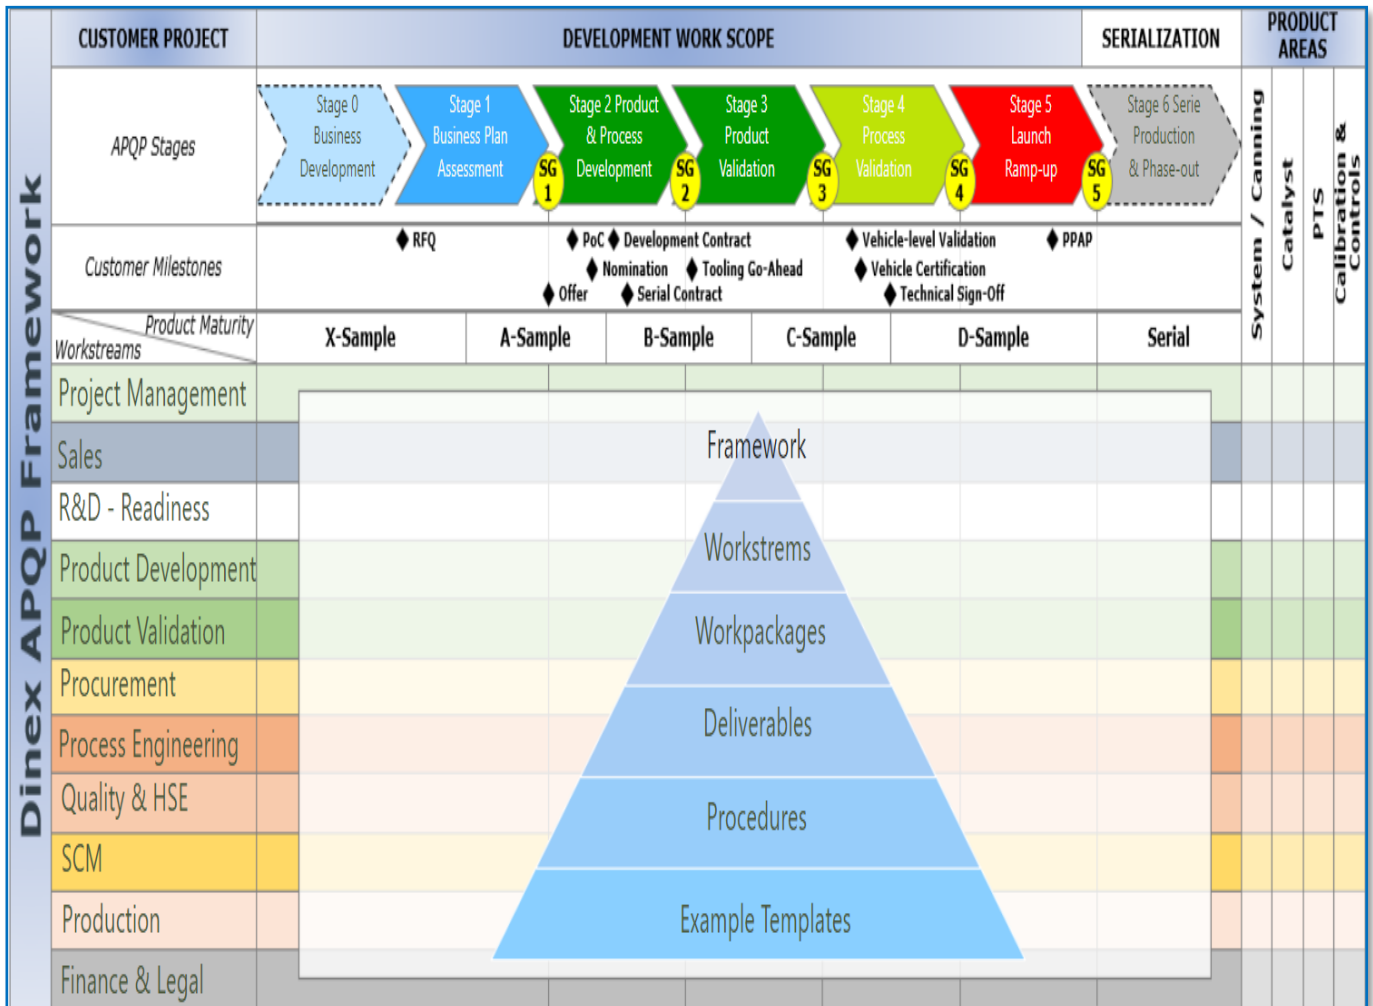 CUSTOMER PROJECT
DEVELOPMENT WORK SCOPE
SERIALIZATION
PRODUCT
AREAS
Dinex APQP Framework
APQP Stages
Stage 0
Business
Development
Stage 1
Business Plan
Assessment
SG
1
Stage 2 Product
& Process
Development
SG
2
Stage 3
Product
Validation
SG
3
Stage 4
Process
Validation
SG
4
Stage 5
Launch
Ramp-up
SG
5
Stage 6 Serie
Production
& Phase-out
System / Canning
Catalyst
PTS
Calibration &
Controls
Customer Milestones
RFQ
PoC
Development Contract
Vehicle-level Validation
PPAP
Nomination
Tooling Go-Ahead
Vehicle Certification
Offer
Serial Contract
Technical Sign-Off
Product Maturity
Workstreams
X-Sample
A-Sample
B-Sample
C-Sample
D-Sample
Serial
Project Management
Sales
R&D - Readiness
Product Development
Product Validation
Procurement
Process Engineering
Quality & HSE
SCM
Production
Finance & Legal
Framework
Workstrems
Workpackages
Deliverables
Procedures
Example Templates